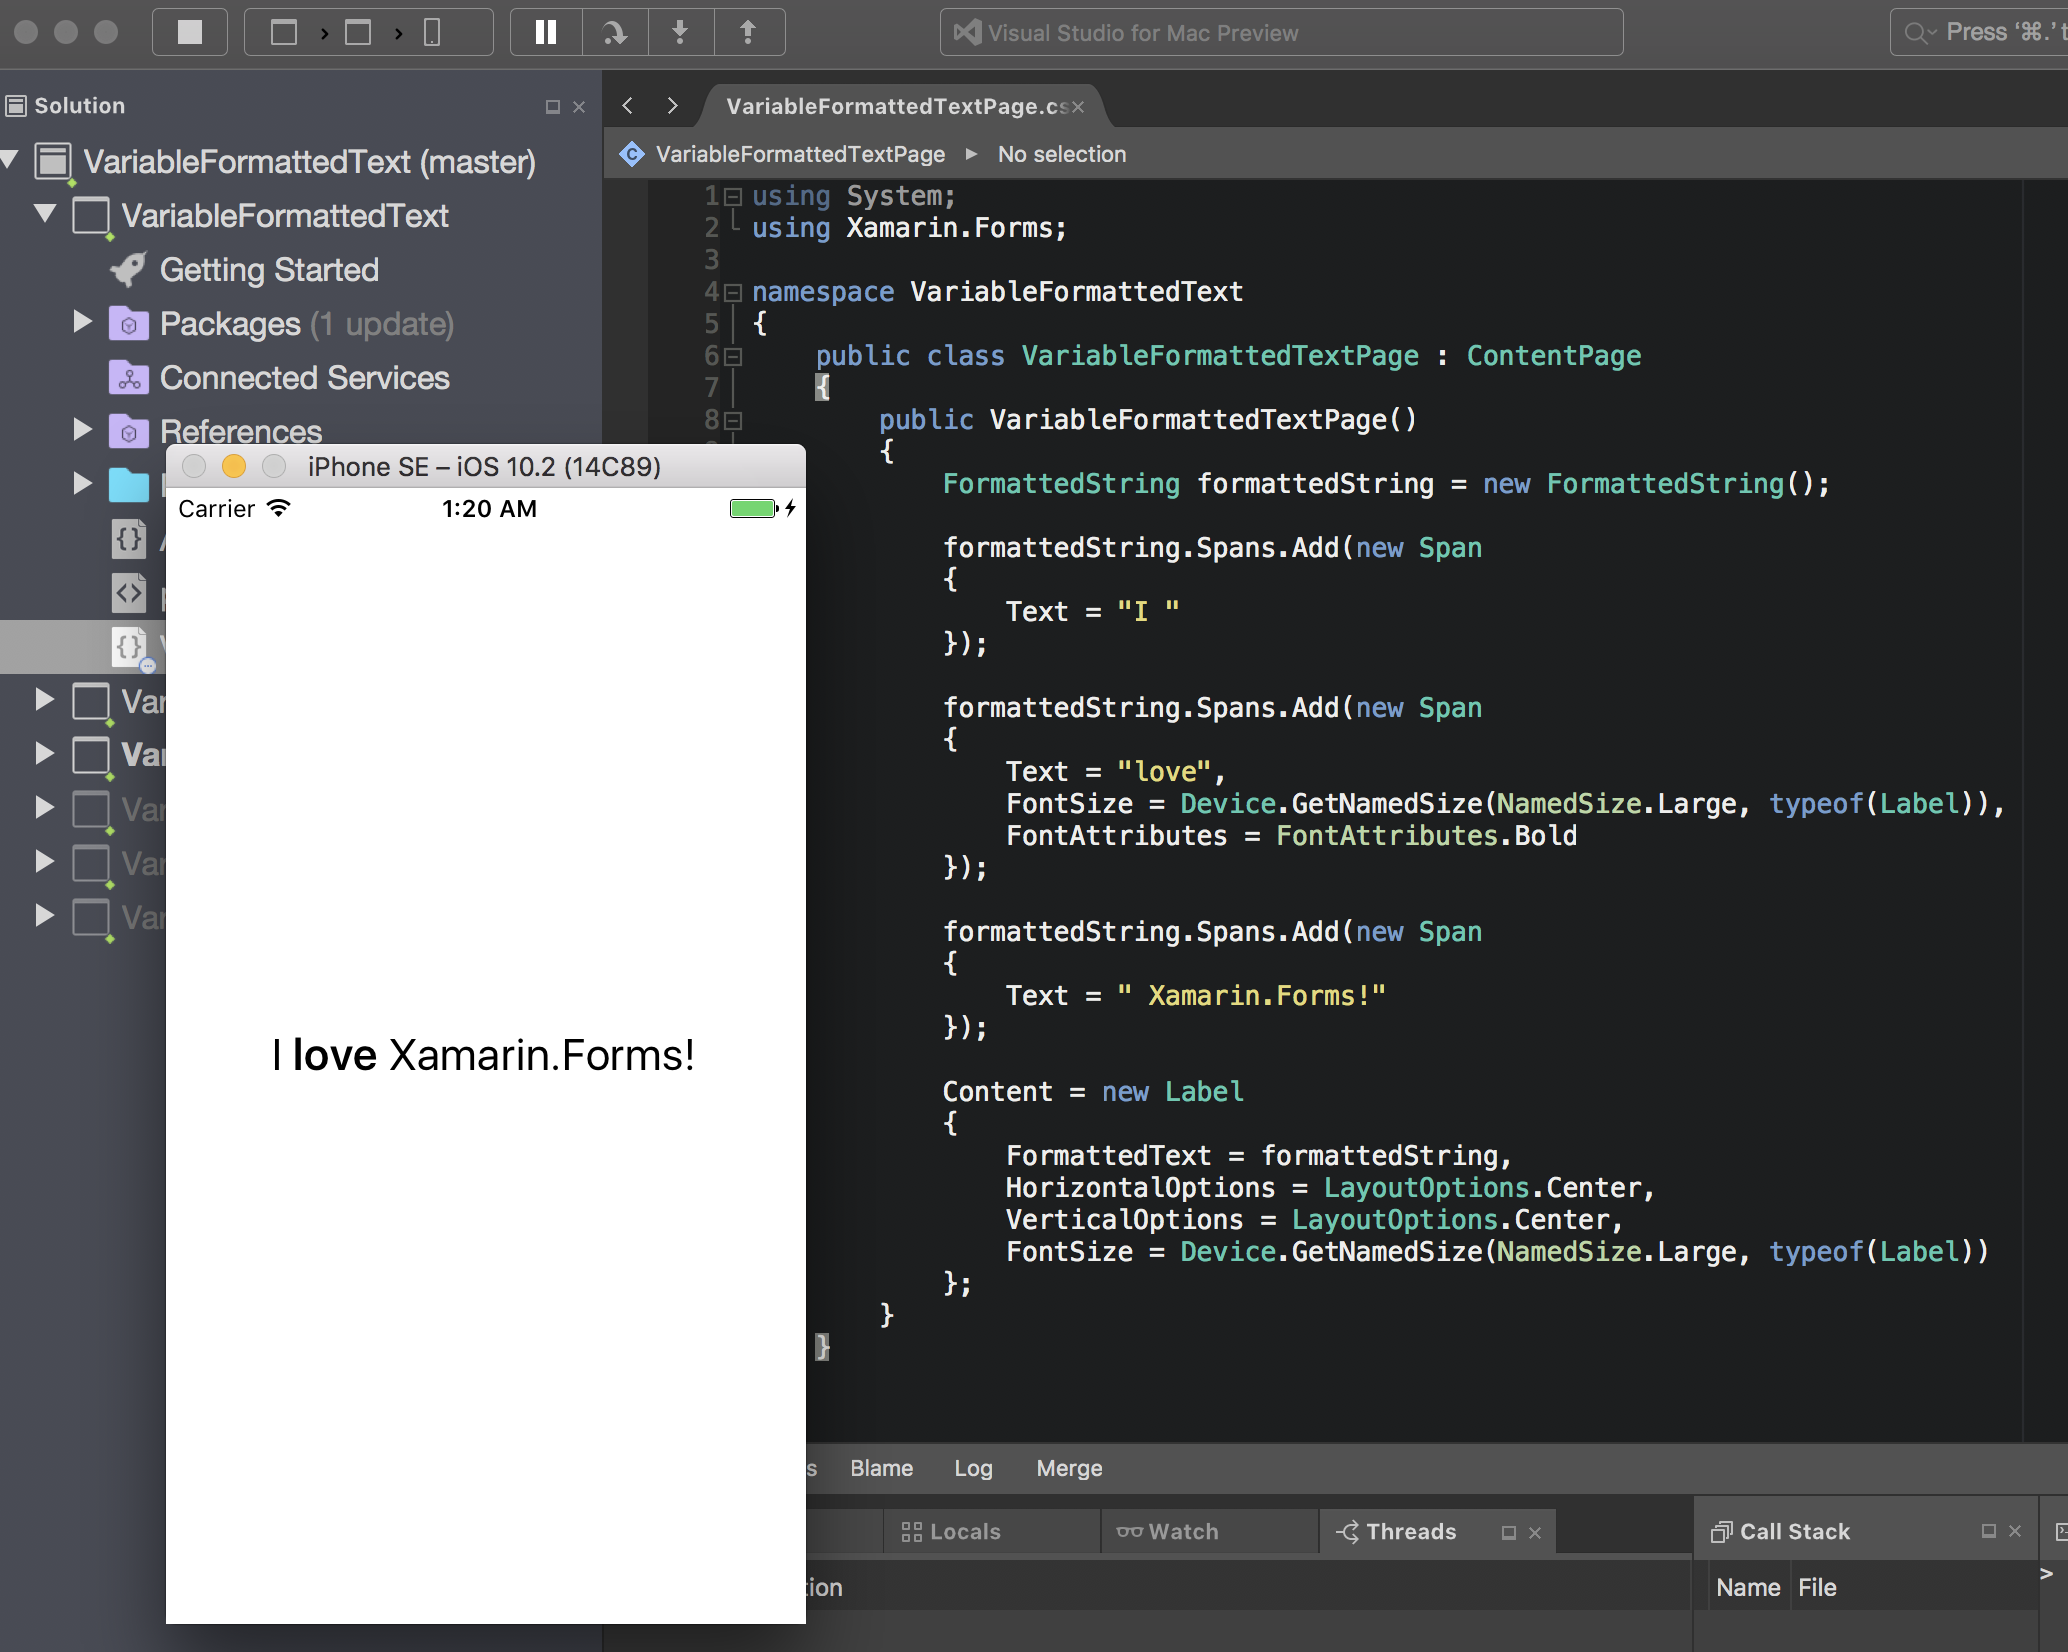 Visual Studio for Mac Preview
Press ‘⌘.’ t
Solution
VariableFormattedText (master)
VariableFormattedText
Getting Started
Packages (1 update)
Connected Services
References
Var
Var
Var
Var
Var
VariableFormattedTextPage.cs
VariableFormattedTextPage ▸ No selection
1 using System;
2 using Xamarin.Forms;
3
4 namespace VariableFormattedText
5 {
6 public class VariableFormattedTextPage : ContentPage
7 {
8 public VariableFormattedTextPage()
{
FormattedString formattedString = new FormattedString();
formattedString.Spans.Add(new Span
{
Text = "I "
});
formattedString.Spans.Add(new Span
{
Text = "love",
FontSize = Device.GetNamedSize(NamedSize.Large, typeof(Label)),
FontAttributes = FontAttributes.Bold
});
formattedString.Spans.Add(new Span
{
Text = " Xamarin.Forms!"
});
Content = new Label
{
FormattedText = formattedString,
HorizontalOptions = LayoutOptions.Center,
VerticalOptions = LayoutOptions.Center,
FontSize = Device.GetNamedSize(NamedSize.Large, typeof(Label))
};
}
}
iPhone SE – iOS 10.2 (14C89)
Carrier 1:20 AM
I love Xamarin.Forms!
s Blame Log Merge
Locals Watch Threads Call Stack
tion
Name File
>